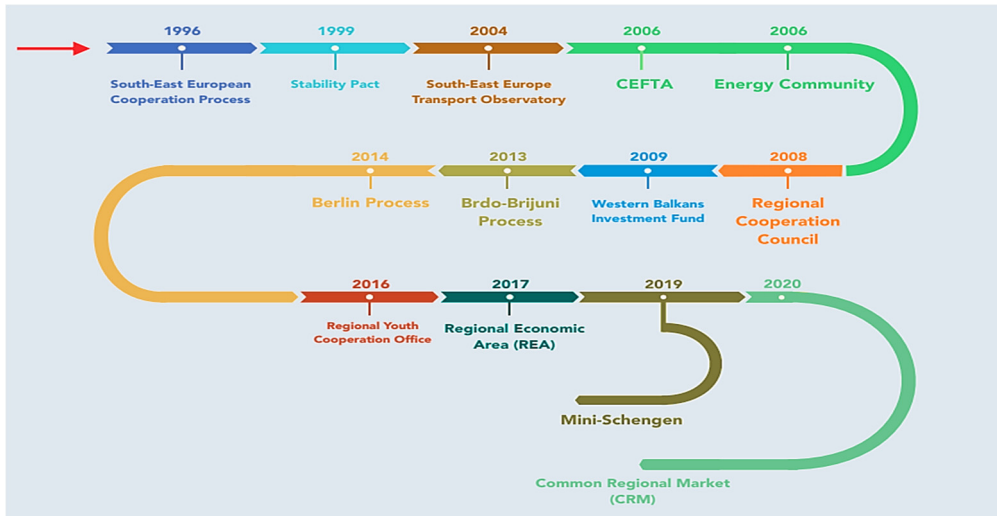 1996
South-East European
Cooperation Process
1999
Stability Pact
2004
South-East Europe
Transport Observatory
2006
CEFTA
2006
Energy Community
2008
Regional
Cooperation
Council
2009
Western Balkans
Investment Fund
2013
Brdo-Brijuni
Process
2014
Berlin Process
2016
Regional Youth
Cooperation Office
2017
Regional Economic
Area (REA)
2019
Mini-Schengen
2020
Common Regional Market
(CRM)